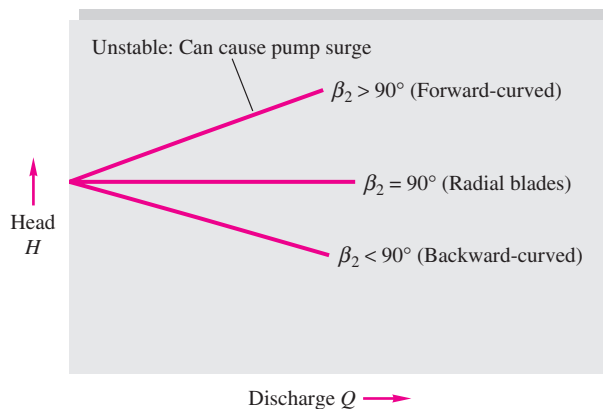 Unstable: Can cause pump surge
β₂ > 90° (Forward-curved)
β₂ = 90° (Radial blades)
Head
H
β₂ < 90° (Backward-curved)
Discharge Q